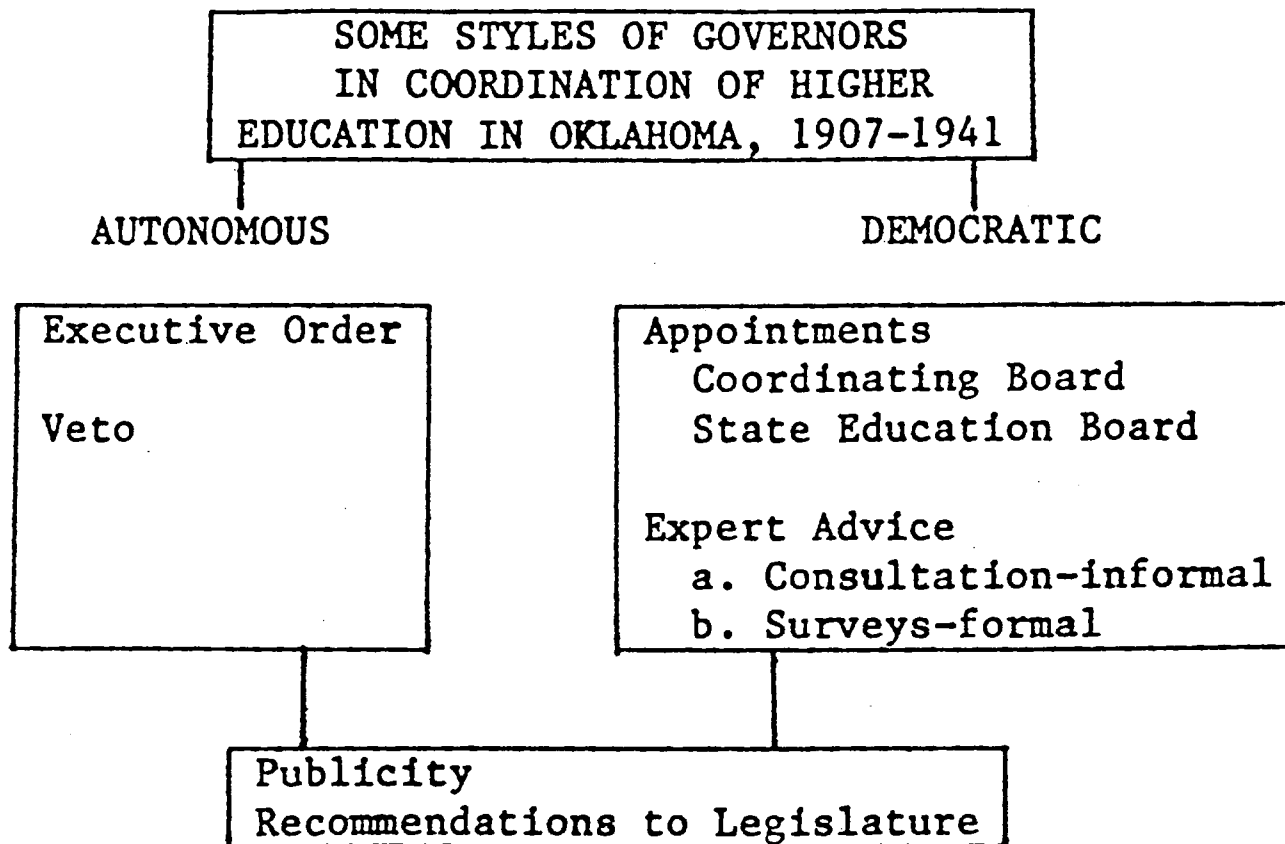 SOME STYLES OF GOVERNORS
IN COORDINATION OF HIGHER
EDUCATION IN OKLAHOMA, 1907-1941
AUTONOMOUS
DEMOCRATIC
Executive Order
Veto
Appointments
Coordinating Board
State Education Board
Expert Advice
a. Consultation-informal
b. Surveys-formal
Publicity
Recommendations to Legislature